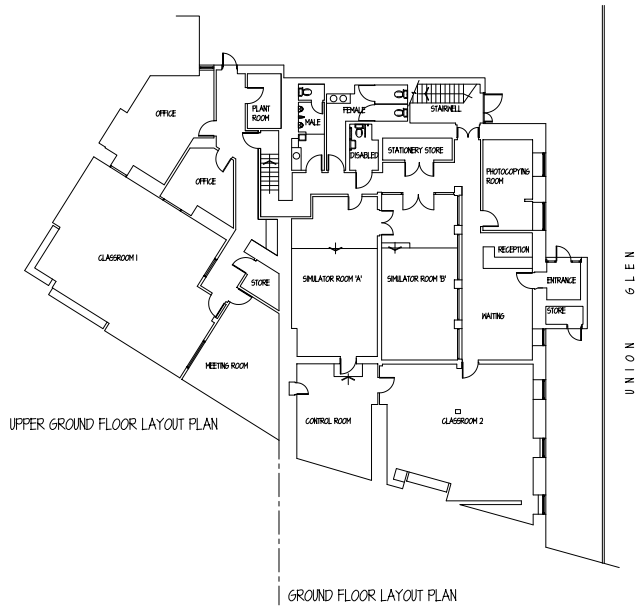 OFFICE
PLANT
ROOM
MALE
FEMALE
STAIRWELL
DISABLED
STATIONERY STORE
PHOTOCOPYING
ROOM
OFFICE
CLASSROOM 1
STORE
SIMULATOR ROOM 'A'
SIMULATOR ROOM 'B'
RECEPTION
ENTRANCE
WAITING
STORE
UNION GLEN
MEETING ROOM
CONTROL ROOM
CLASSROOM 2
UPPER GROUND FLOOR LAYOUT PLAN
GROUND FLOOR LAYOUT PLAN